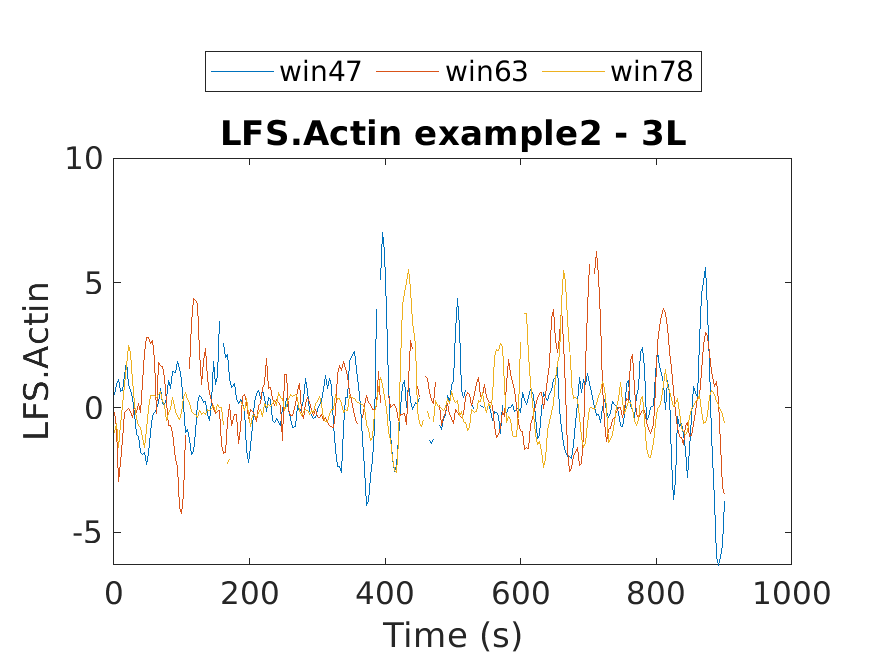 win47 win63 win78
LFS.Actin example2 - 3L
10
5
0
-5
LFS.Actin
0 200 400 600 800 1000
Time (s)